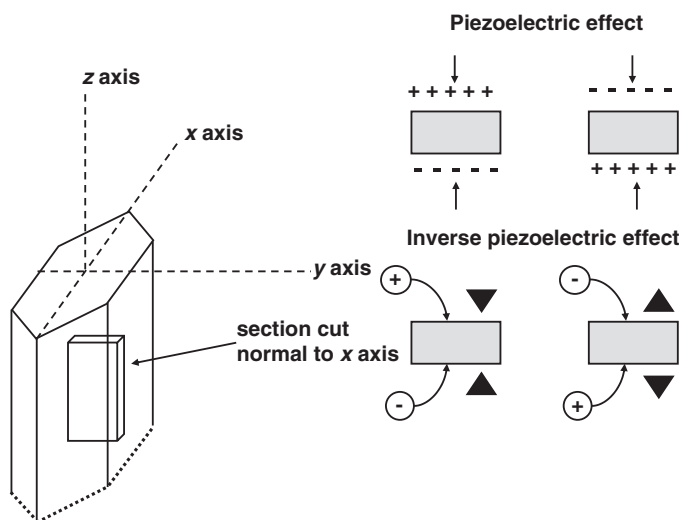 Piezoelectric effect
z axis
+ + + + +
- - - - -
x axis
- - - - -
+ + + + +
Inverse piezoelectric effect
y axis
+
-
section cut
normal to x axis
-
+